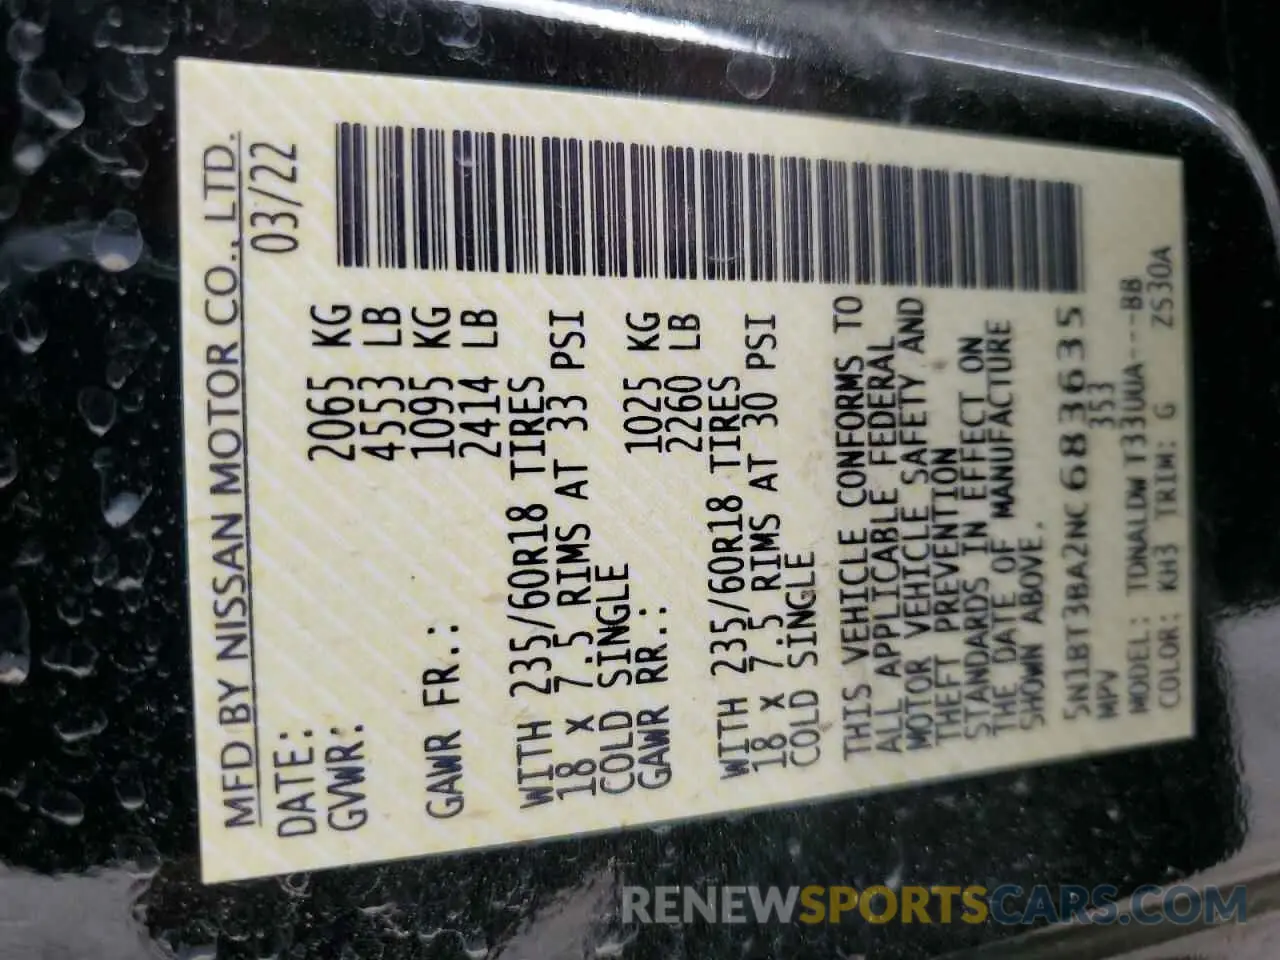 MFD BY NISSAN MOTOR CO., LTD.
DATE: 03/22
GVWR: 2065 KG
4553 LB
GAWR FR.: 1095 KG
2414 LB
WITH 235/60R18 TIRES
18 X 7.5 RIMS AT 33 PSI
COLD SINGLE
GAWR RR.: 1025 KG
2260 LB
WITH 235/60R18 TIRES
18 X 7.5 RIMS AT 30 PSI
COLD SINGLE
THIS VEHICLE CONFORMS TO
ALL APPLICABLE FEDERAL
MOTOR VEHICLE SAFETY AND
THEFT PREVENTION
STANDARDS IN EFFECT ON
THE DATE OF MANUFACTURE
SHOWN ABOVE.
5N1BT3BA2NC683635
MPV 353
MODEL: TDNALDW T33UUA---BB
COLOR: KH3 TRIM: G ZS30A
RENEWSPORTSCARS.COM